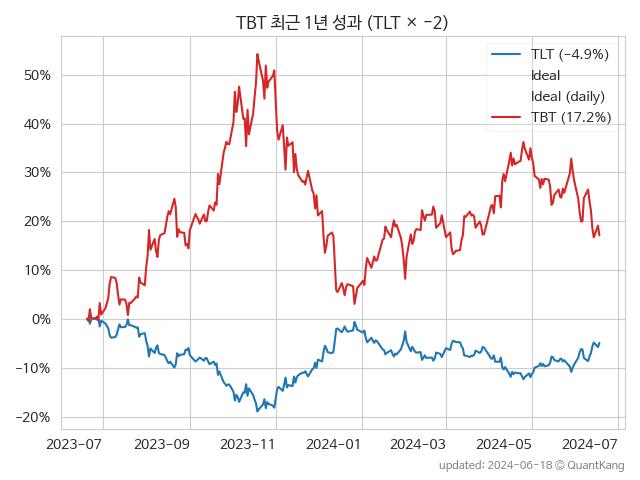 TBT 최근 1년 성과 (TLT × −2)
TLT (−4.9%)
Ideal
Ideal (daily)
TBT (17.2%)
50%
40%
30%
20%
10%
0%
−10%
−20%
2023-07 2023-09 2023-11 2024-01 2024-03 2024-05 2024-07
updated: 2024-06-18 © QuantKang